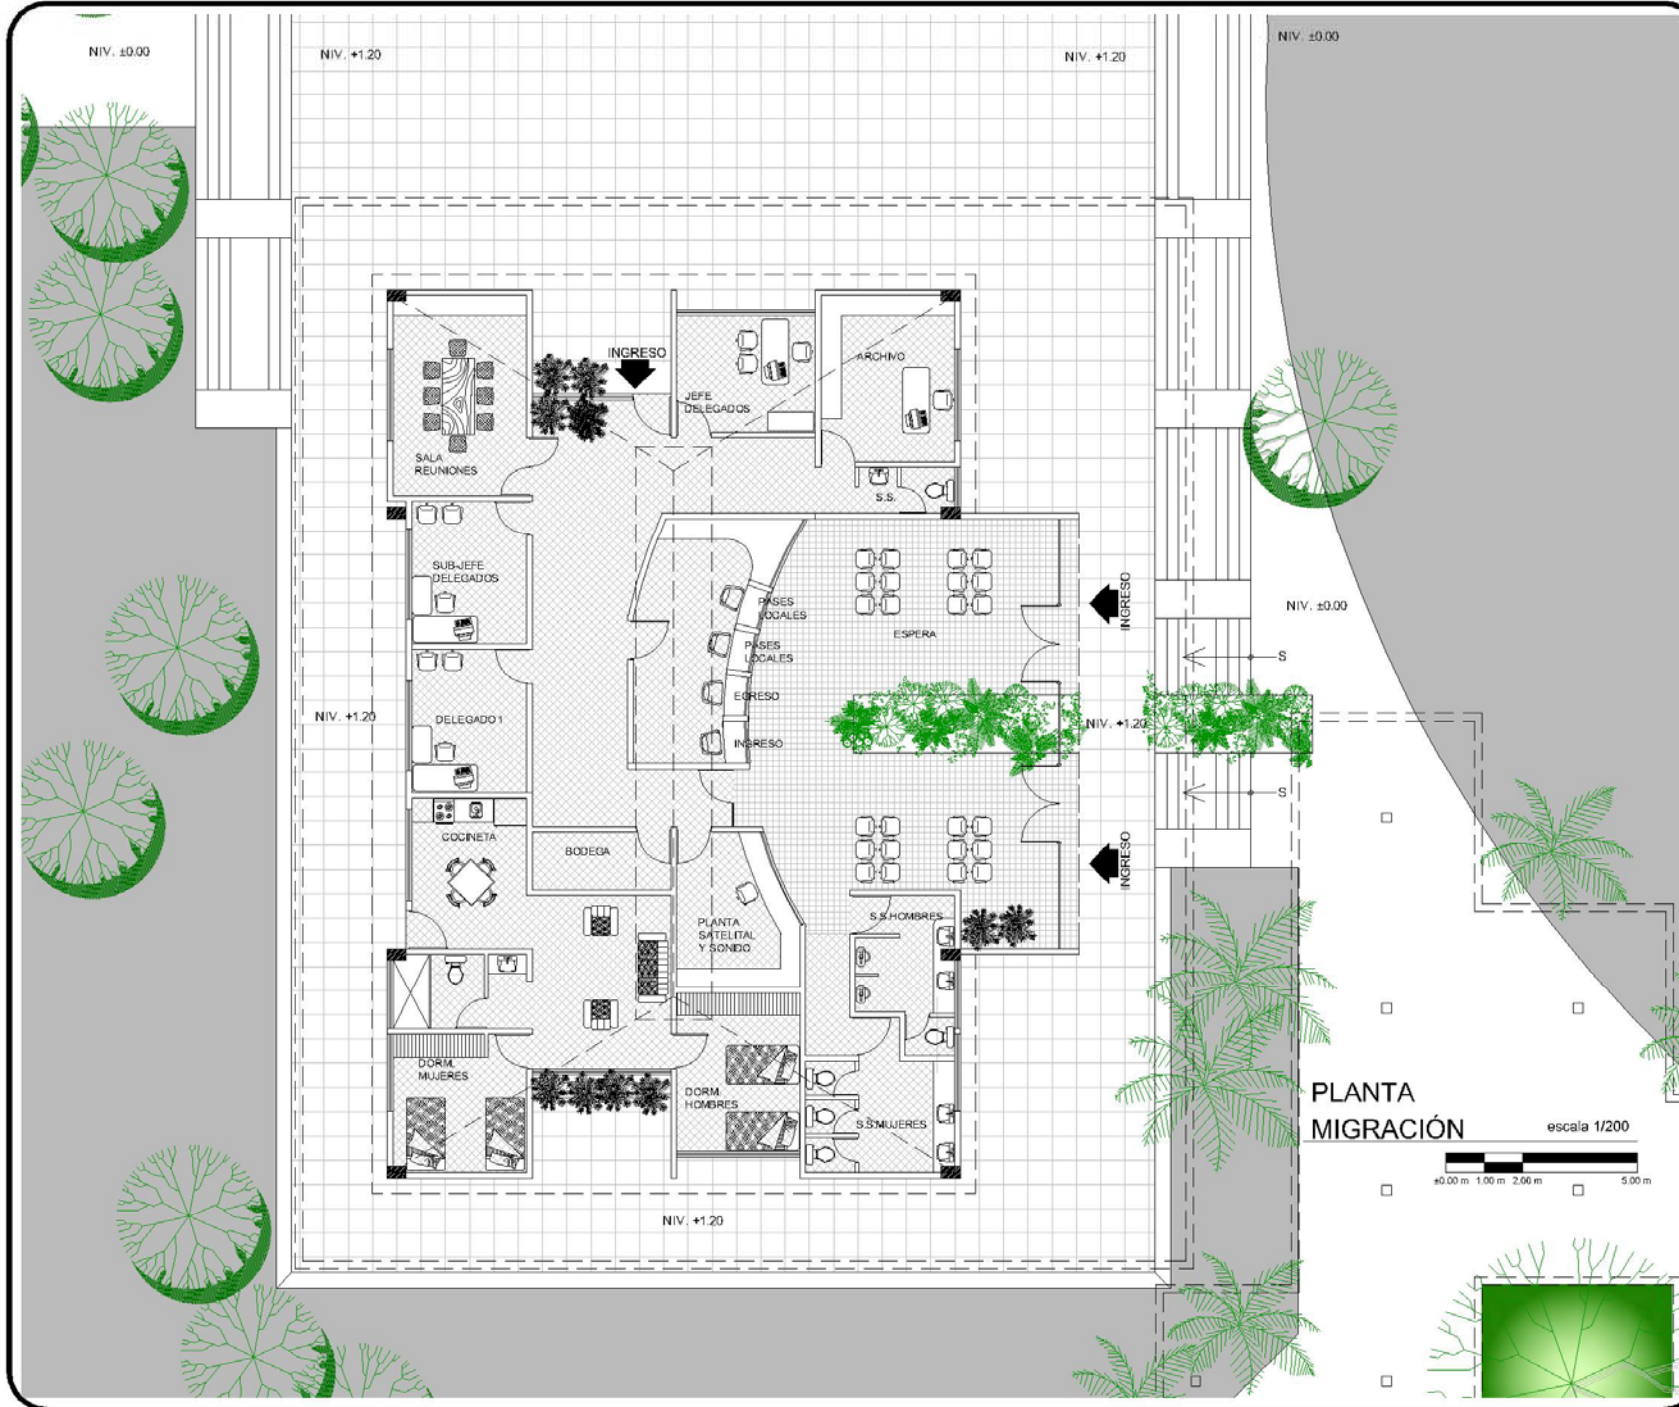 NIV. ±0.00
NIV. +1.20
NIV. +1.20
NIV. ±0.00
INGRESO
ARCHIVO
JEFE
DELEGADOS
SALA
REUNIONES
S.S.
SUB-JEFE
DELEGADOS
PASES
LOCALES
PASES
LOCALES
EGRESO
INGRESO
ESPERA
INGRESO
NIV. ±0.00
S
NIV. +1.20
DELEGADO 1
NIV. +1.20
S
COCINETA
BODEGA
INGRESO
PLANTA
SATELITAL
Y SONIDO
S.S.HOMBRES
DORM.
MUJERES
DORM.
HOMBRES
S.S.MUJERES
NIV. +1.20
PLANTA
MIGRACIÓN
escala 1/200
±0.00 m 1.00 m 2.00 m 5.00 m